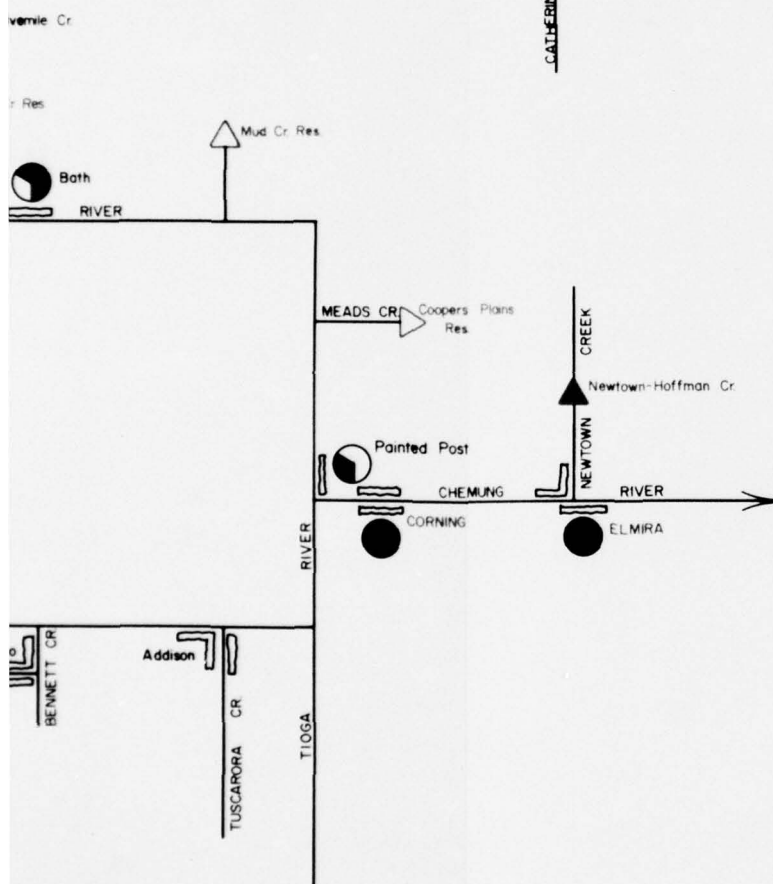 Cr.
CATHERIN
Res.
Mud Cr. Res.
Bath
RIVER
MEADS CR.
Coopers Plains
Res.
CREEK
Newtown-Hoffman Cr.
NEWTOWN
Painted Post
CHEMUNG
RIVER
CORNING
ELMIRA
RIVER
Addison
BENNETT CR.
CR.
TUSCARORA
TIOGA